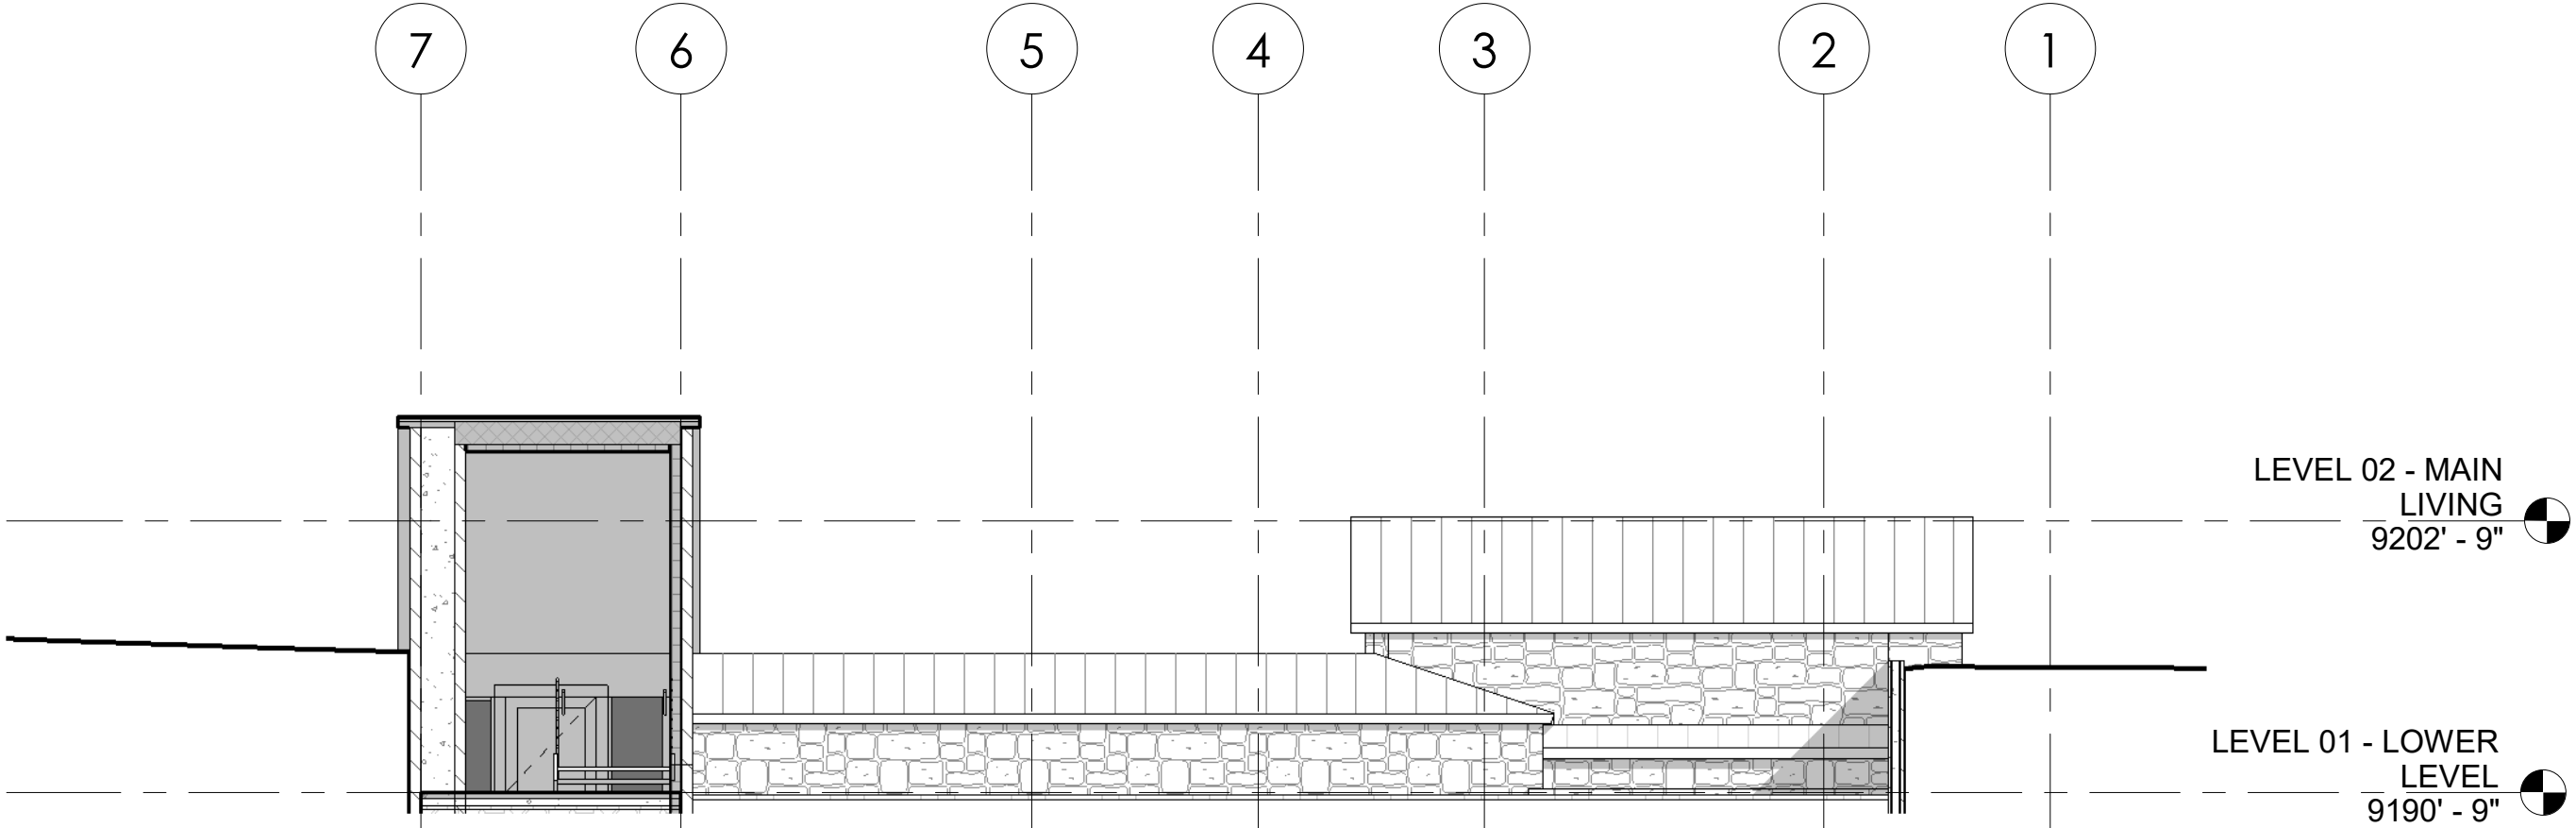 7 6 5 4 3 2 1
LEVEL 02 - MAIN
LIVING
9202' - 9"
LEVEL 01 - LOWER
LEVEL
9190' - 9"